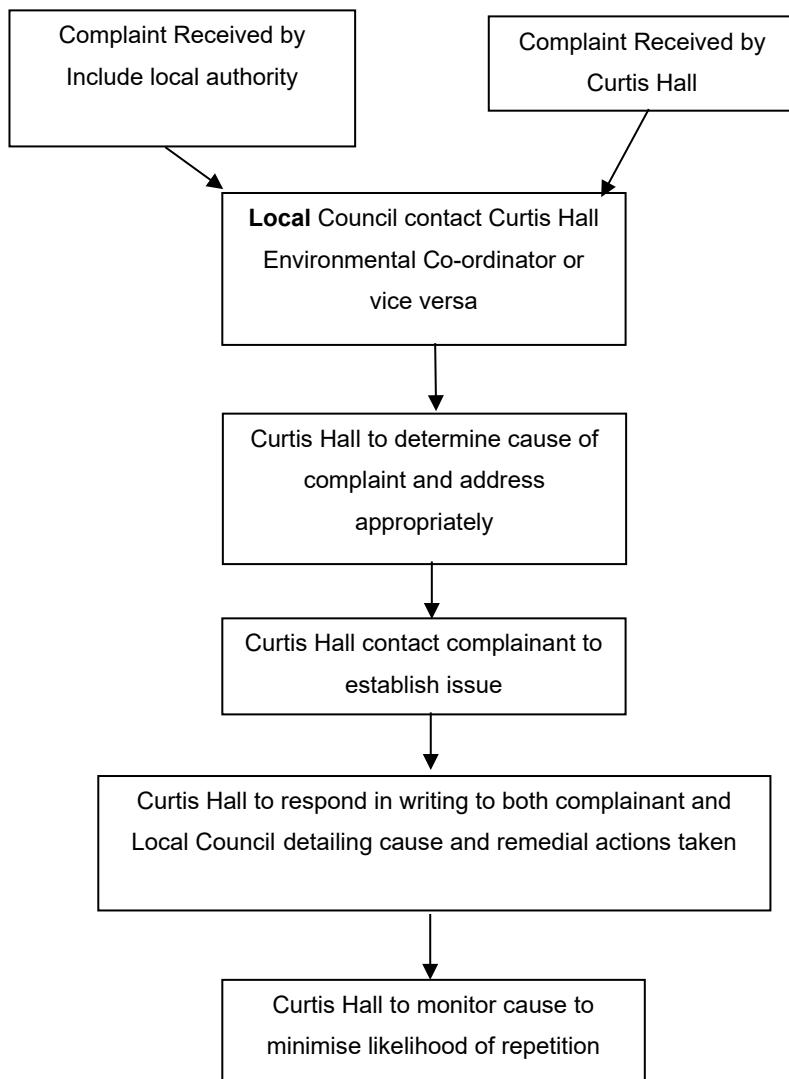 Complaint Received by
Include local authority
Complaint Received by
Curtis Hall
Local Council contact Curtis Hall
Environmental Co-ordinator or
vice versa
Curtis Hall to determine cause of
complaint and address
appropriately
Curtis Hall contact complainant to
establish issue
Curtis Hall to respond in writing to both complainant and
Local Council detailing cause and remedial actions taken
Curtis Hall to monitor cause to
minimise likelihood of repetition